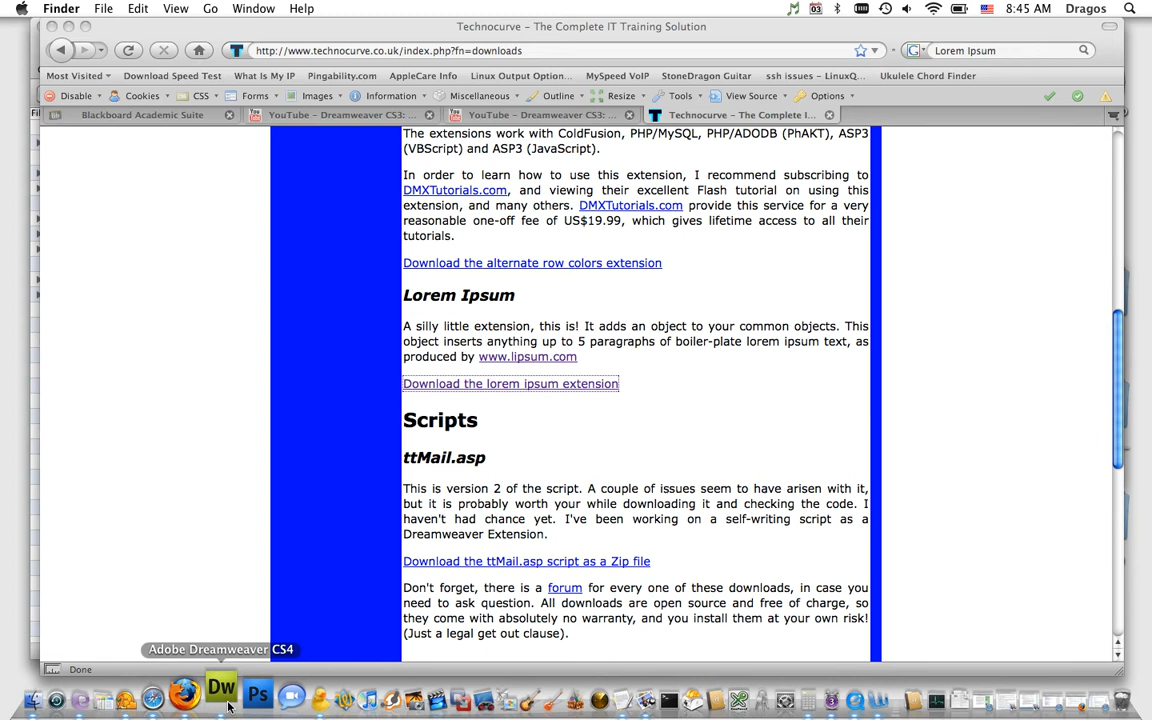 Finder File Edit View Go Window Help 03 8:45 AM Dragos
Technocurve - The Complete IT Training Solution
http://www.technocurve.co.uk/index.php?fn=downloads Lorem Ipsum
Most Visited Download Speed Test What Is My IP Pingability.com AppleCare Info Linux Output Option... MySpeed VoIP StoneDragon Guitar ssh issues – LinuxQ... Ukulele Chord Finder
Disable Cookies CSS Forms Images Information Miscellaneous Outline Resize Tools View Source Options
Blackboard Academic Suite YouTube - Dreamweaver CS3: ... YouTube - Dreamweaver CS3: ... Technocurve - The Complete I...
The extensions work with ColdFusion, PHP/MySQL, PHP/ADODB (PhAKT), ASP3
(VBScript) and ASP3 (JavaScript).
In order to learn how to use this extension, I recommend subscribing to
DMXTutorials.com, and viewing their excellent Flash tutorial on using this
extension, and many others. DMXTutorials.com provide this service for a very
reasonable one-off fee of US$19.99, which gives lifetime access to all their
tutorials.
Download the alternate row colors extension
Lorem Ipsum
A silly little extension, this is! It adds an object to your common objects. This
object inserts anything up to 5 paragraphs of boiler-plate lorem ipsum text, as
produced by www.lipsum.com
Download the lorem ipsum extension
Scripts
ttMail.asp
This is version 2 of the script. A couple of issues seem to have arisen with it,
but it is probably worth your while downloading it and checking the code. I
haven't had chance yet. I've been working on a self-writing script as a
Dreamweaver Extension.
Download the ttMail.asp script as a Zip file
Don't forget, there is a forum for every one of these downloads, in case you
need to ask question. All downloads are open source and free of charge, so
they come with absolutely no warranty, and you install them at your own risk!
(Just a legal get out clause).
Adobe Dreamweaver CS4
Done
Dw Ps